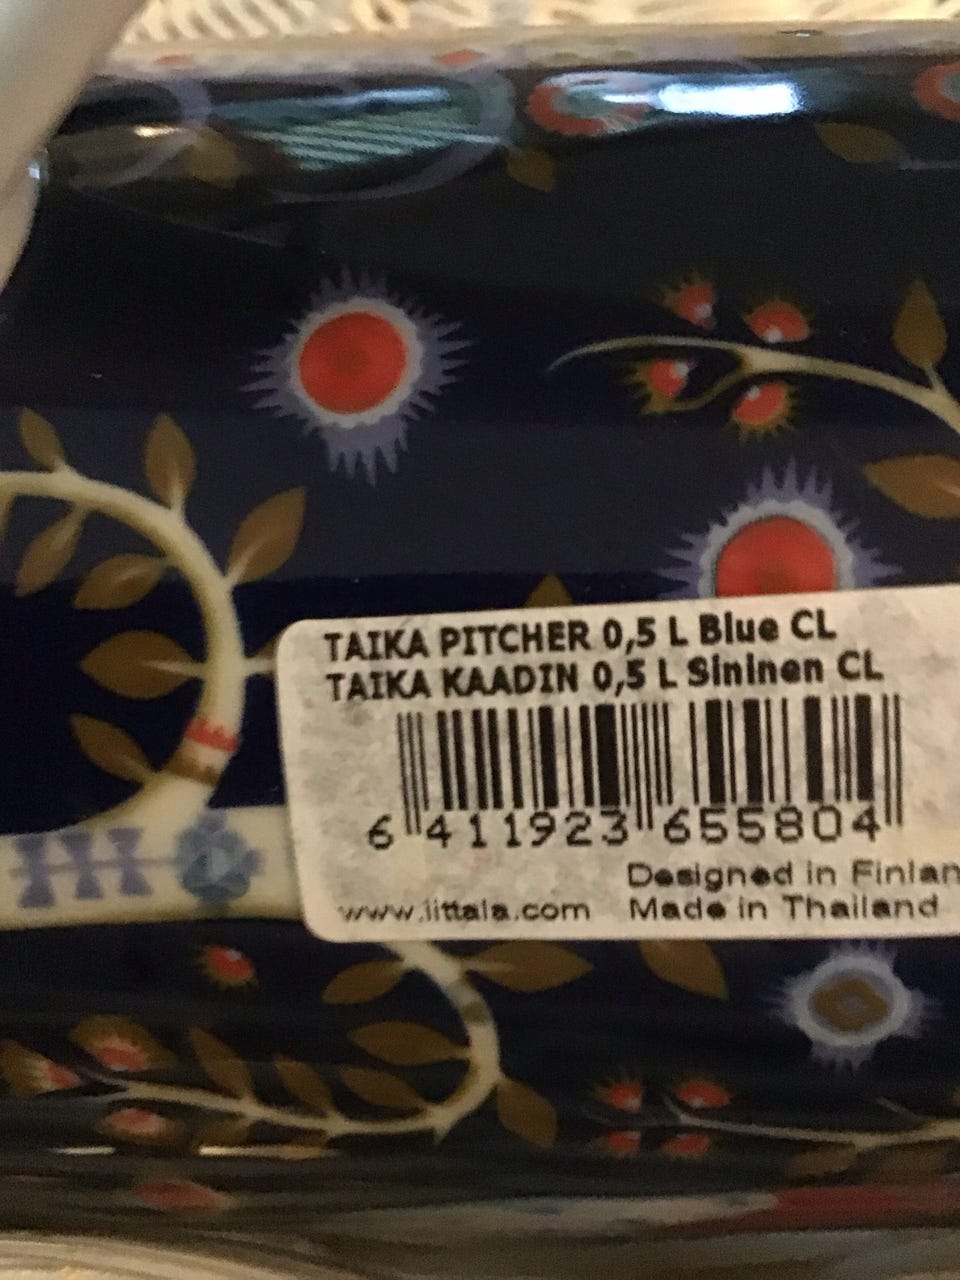 TAIKA PITCHER 0,5 L Blue CL
TAIKA KAADIN 0,5 L Sininen CL
6 411923 655804
Designed in Finlan
www.iittala.com Made in Thailand